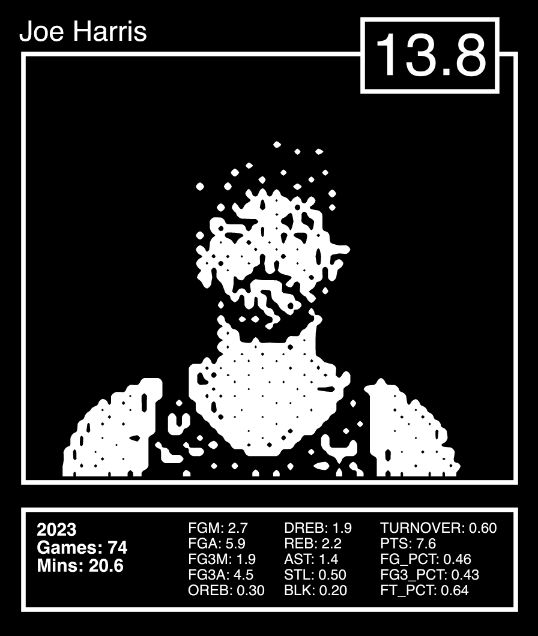 Joe Harris
13.8
2023
Games: 74
Mins: 20.6
FGM: 2.7
FGA: 5.9
FG3M: 1.9
FG3A: 4.5
OREB: 0.30
DREB: 1.9
REB: 2.2
AST: 1.4
STL: 0.50
BLK: 0.20
TURNOVER: 0.60
PTS: 7.6
FG_PCT: 0.46
FG3_PCT: 0.43
FT_PCT: 0.64